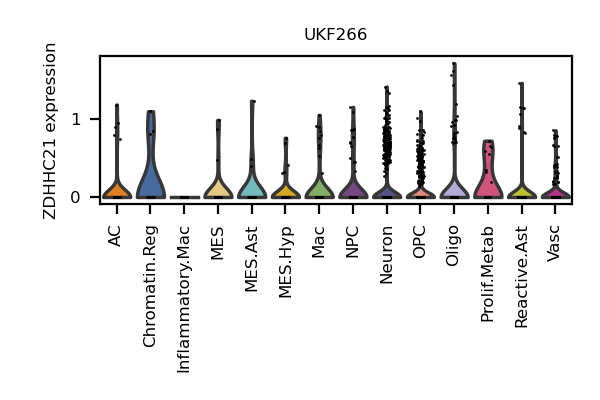 UKF266
ZDHHC21 expression
1
0
AC
Chromatin.Reg
Inflammatory.Mac
MES
MES.Ast
MES.Hyp
Mac
NPC
Neuron
OPC
Oligo
Prolif.Metab
Reactive.Ast
Vasc